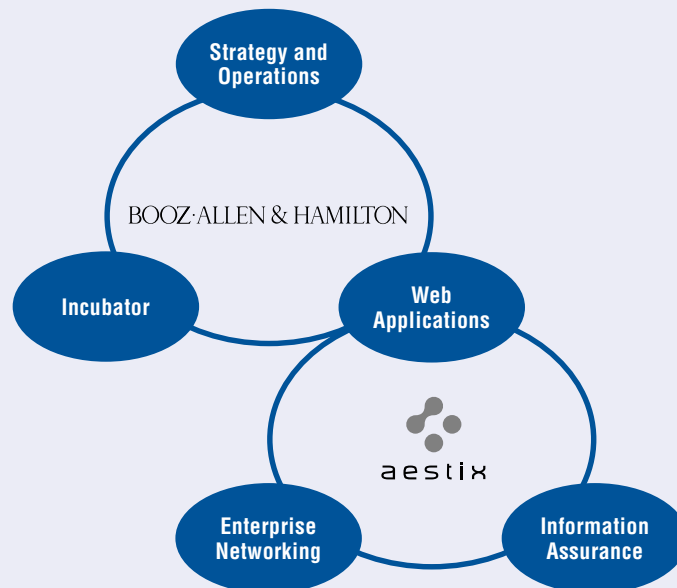 Strategy and
Operations
BOOZ·ALLEN & HAMILTON
Incubator
Web
Applications
aestix
Enterprise
Networking
Information
Assurance